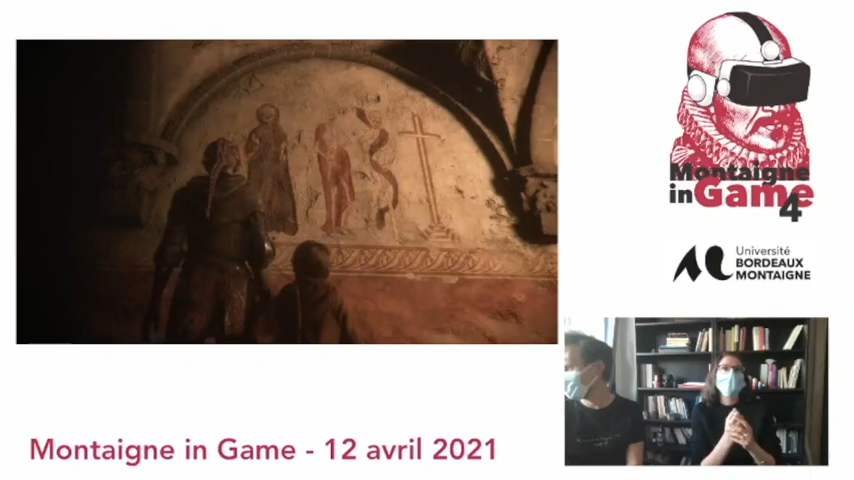 Montaigne
in Game
4
Université
BORDEAUX
MONTAIGNE
Montaigne in Game - 12 avril 2021